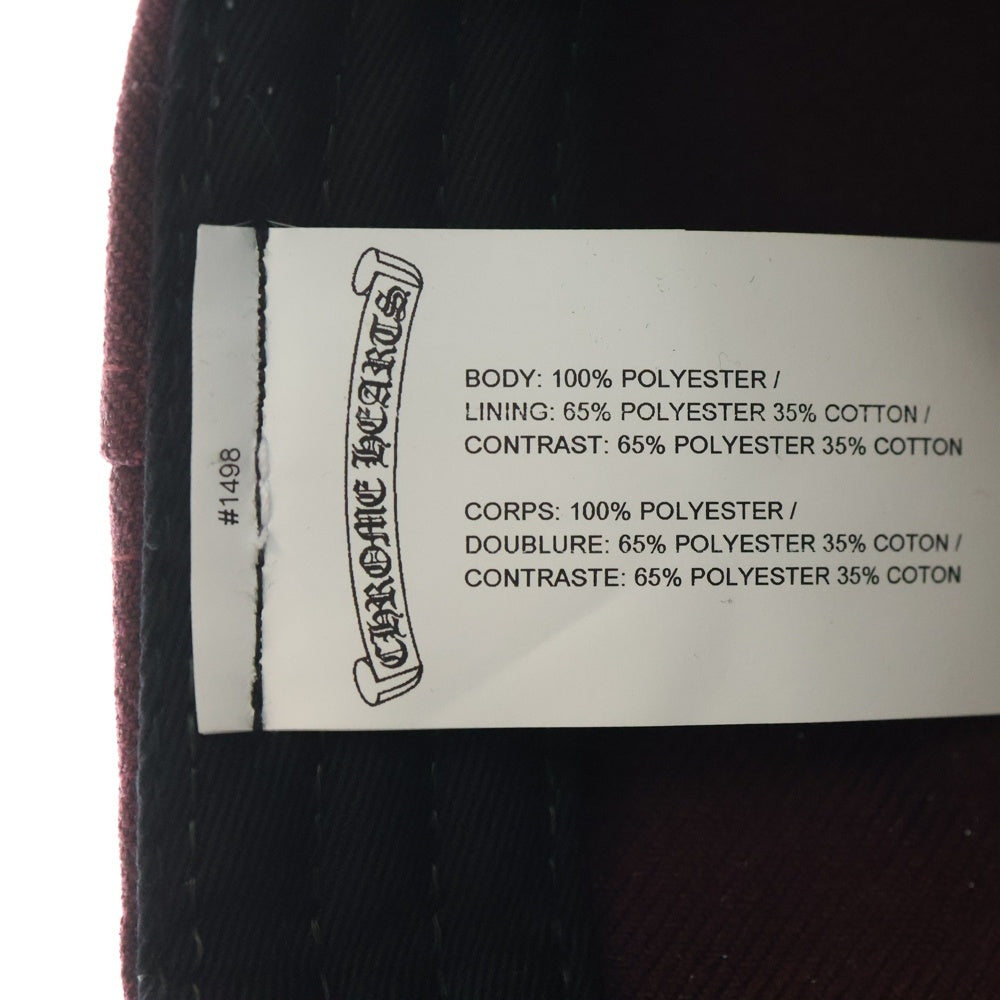 #1498
CHROME HEARTS
BODY: 100% POLYESTER /
LINING: 65% POLYESTER 35% COTTON /
CONTRAST: 65% POLYESTER 35% COTTON
CORPS: 100% POLYESTER /
DOUBLURE: 65% POLYESTER 35% COTON /
CONTRASTE: 65% POLYESTER 35% COTON